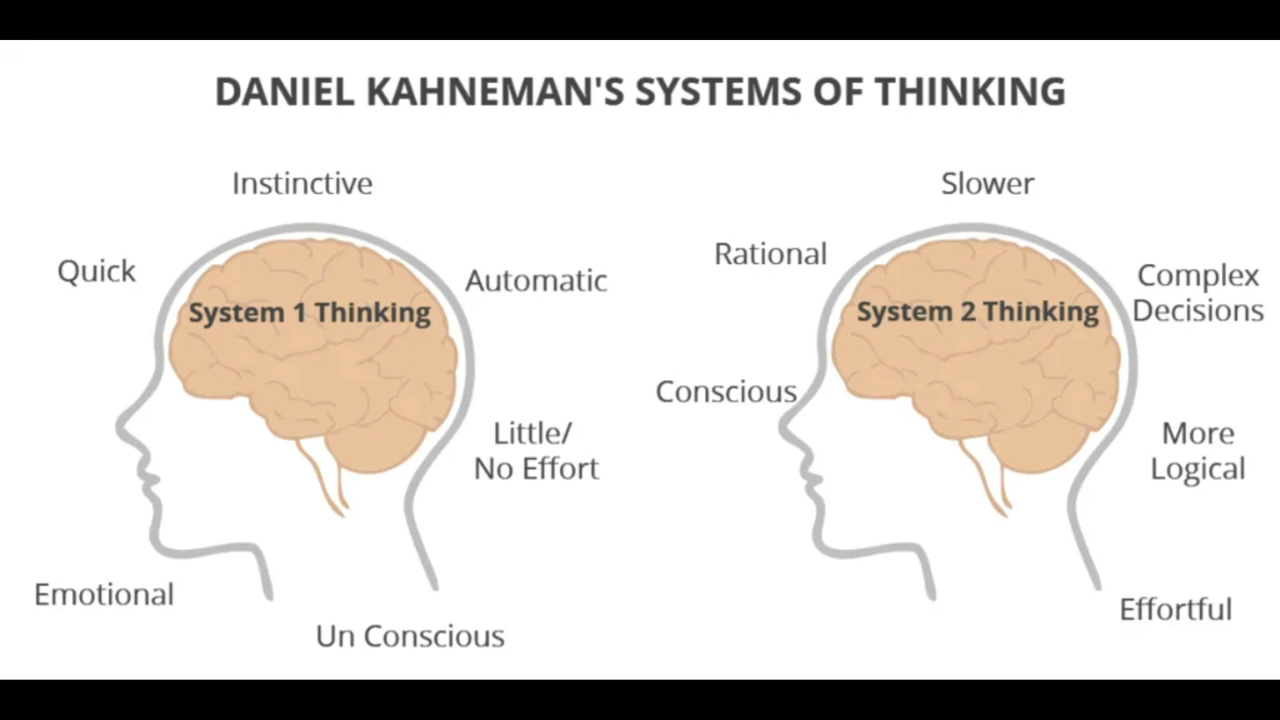 DANIEL KAHNEMAN'S SYSTEMS OF THINKING
Instinctive
Quick
Automatic
System 1 Thinking
Little/
No Effort
Emotional
Un Conscious
Slower
Rational
Complex
Decisions
System 2 Thinking
Conscious
More
Logical
Effortful